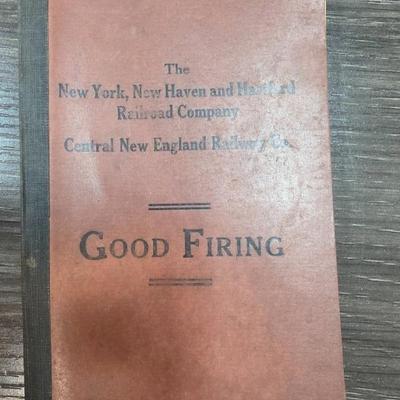 The
New York, New Haven and Hartford
Railroad Company
Central New England Railway Co.
GOOD FIRING